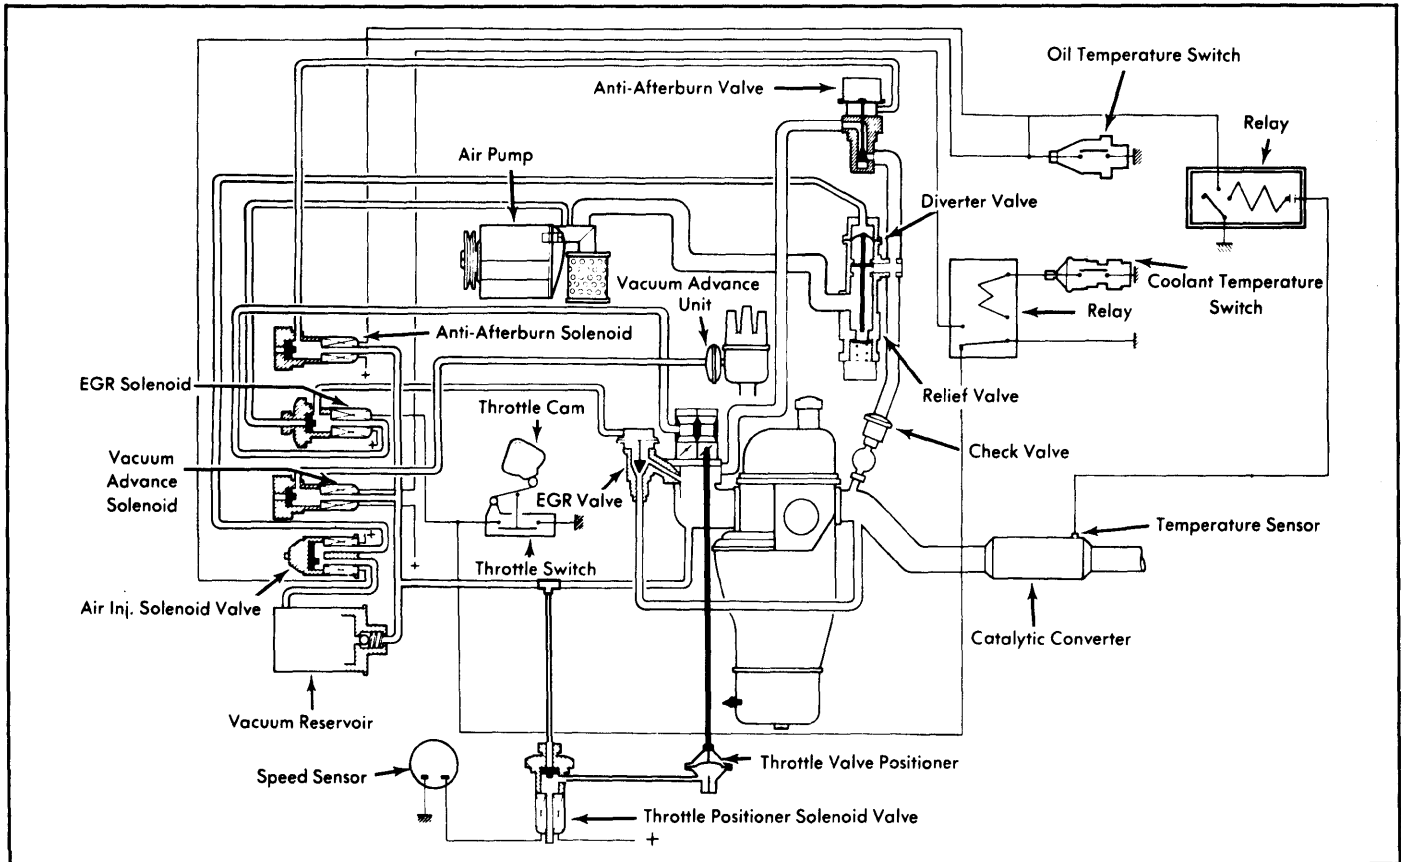 Oil Temperature Switch
Anti-Afterburn Valve
Relay
Air Pump
Diverter Valve
Vacuum Advance
Unit
Coolant Temperature
Switch
Relay
Anti-Afterburn Solenoid
+
EGR Solenoid
Relief Valve
Throttle Cam
+
Check Valve
Vacuum
Advance
Solenoid
EGR Valve
Temperature Sensor
+
+
Throttle Switch
Air Inj. Solenoid Valve
Catalytic Converter
Vacuum Reservoir
Throttle Valve Positioner
Speed Sensor
Throttle Positioner Solenoid Valve
+